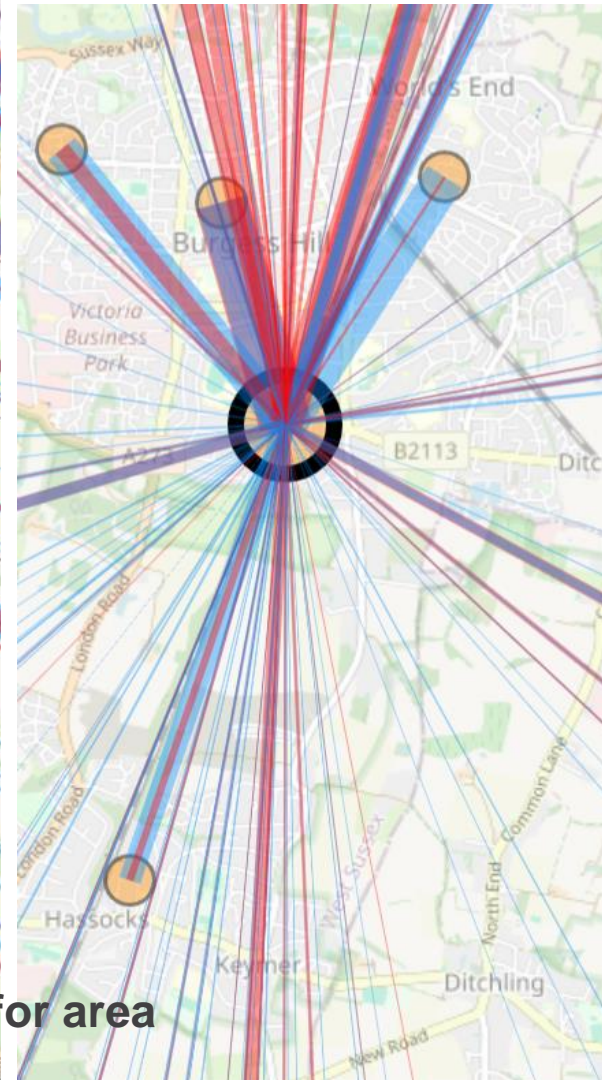 Sussex Way
World's End
Burgess Hill
Victoria
Business
Park
A273
B2113
Ditc
London Road
London Road
West Sussex
Common Lane
North End
Hassocks
Keymer
Ditchling
for area
New Road